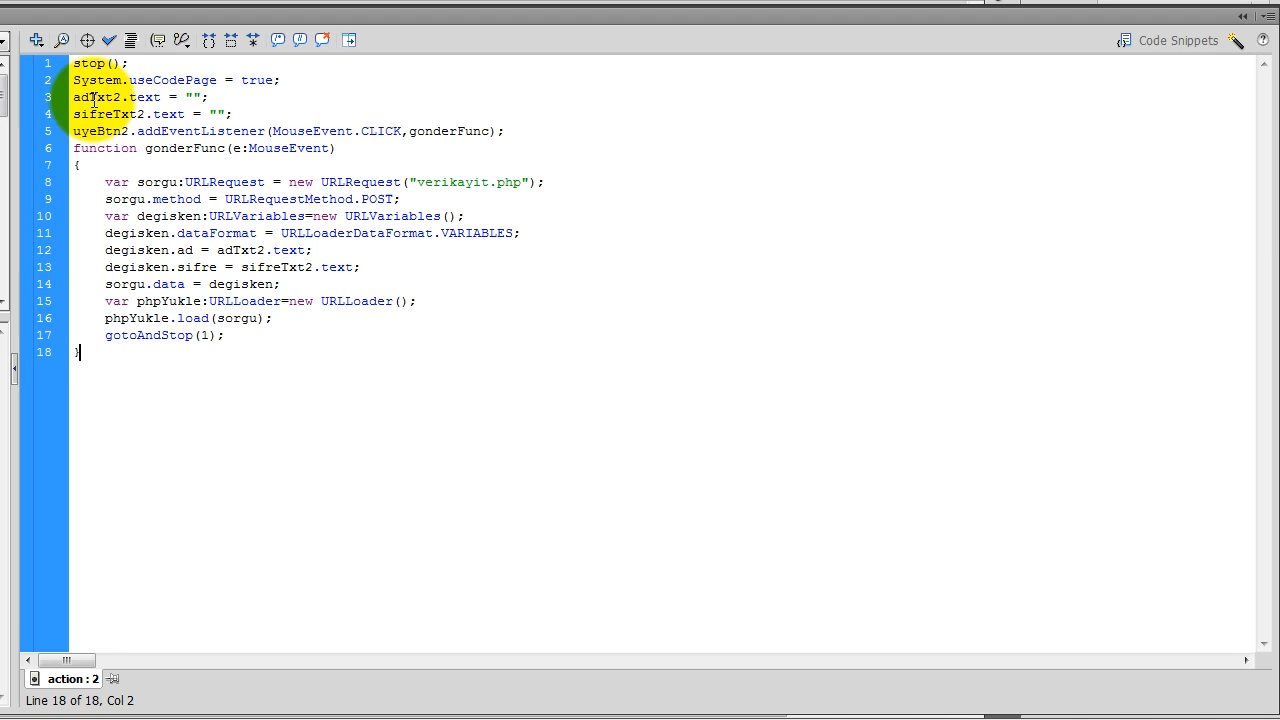 Code Snippets
1 stop();
2 System.useCodePage = true;
3 adTxt2.text = "";
4 sifreTxt2.text = "";
5 uyeBtn2.addEventListener(MouseEvent.CLICK,gonderFunc);
6 function gonderFunc(e:MouseEvent)
7 {
8 var sorgu:URLRequest = new URLRequest("verikayit.php");
9 sorgu.method = URLRequestMethod.POST;
10 var degisken:URLVariables=new URLVariables();
11 degisken.dataFormat = URLLoaderDataFormat.VARIABLES;
12 degisken.ad = adTxt2.text;
13 degisken.sifre = sifreTxt2.text;
14 sorgu.data = degisken;
15 var phpYukle:URLLoader=new URLLoader();
16 phpYukle.load(sorgu);
17 gotoAndStop(1);
18 }
action : 2
Line 18 of 18, Col 2